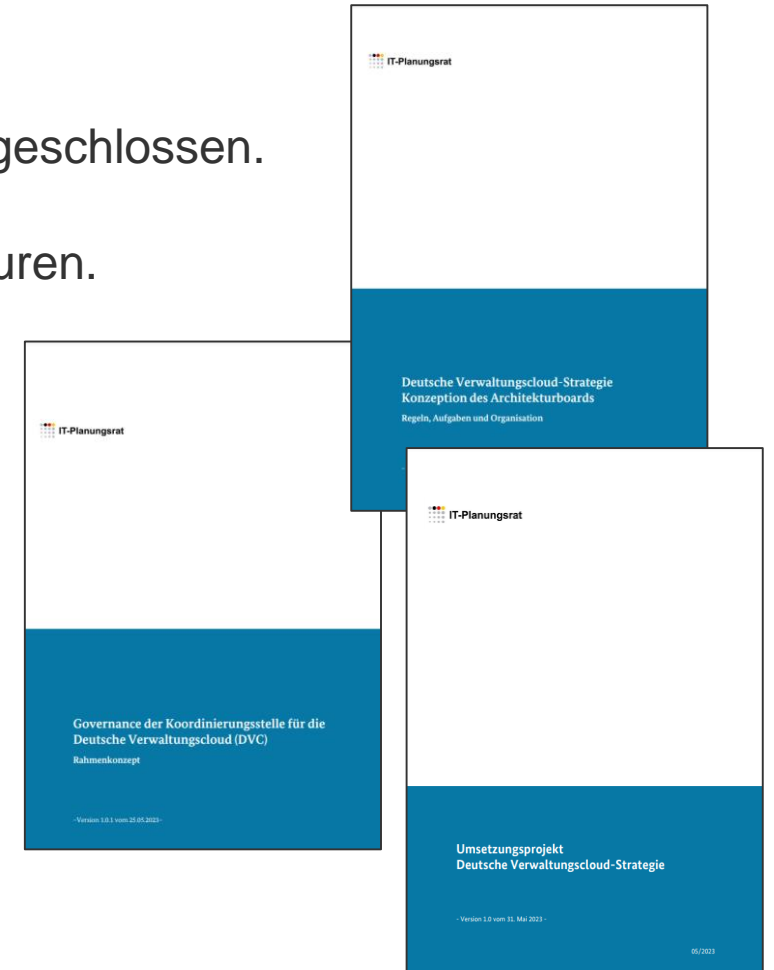 geschlossen.
uren.
IT-Planungsrat
Deutsche Verwaltungscloud-Strategie
Konzeption des Architekturboards
Regeln, Aufgaben und Organisation
IT-Planungsrat
Governance der Koordinierungsstelle für die
Deutsche Verwaltungscloud (DVC)
Rahmenkonzept
-Version 1.0.1 vom 25.05.2023-
IT-Planungsrat
Umsetzungsprojekt
Deutsche Verwaltungscloud-Strategie
- Version 1.0 vom 31. Mai 2023 -
05/2023